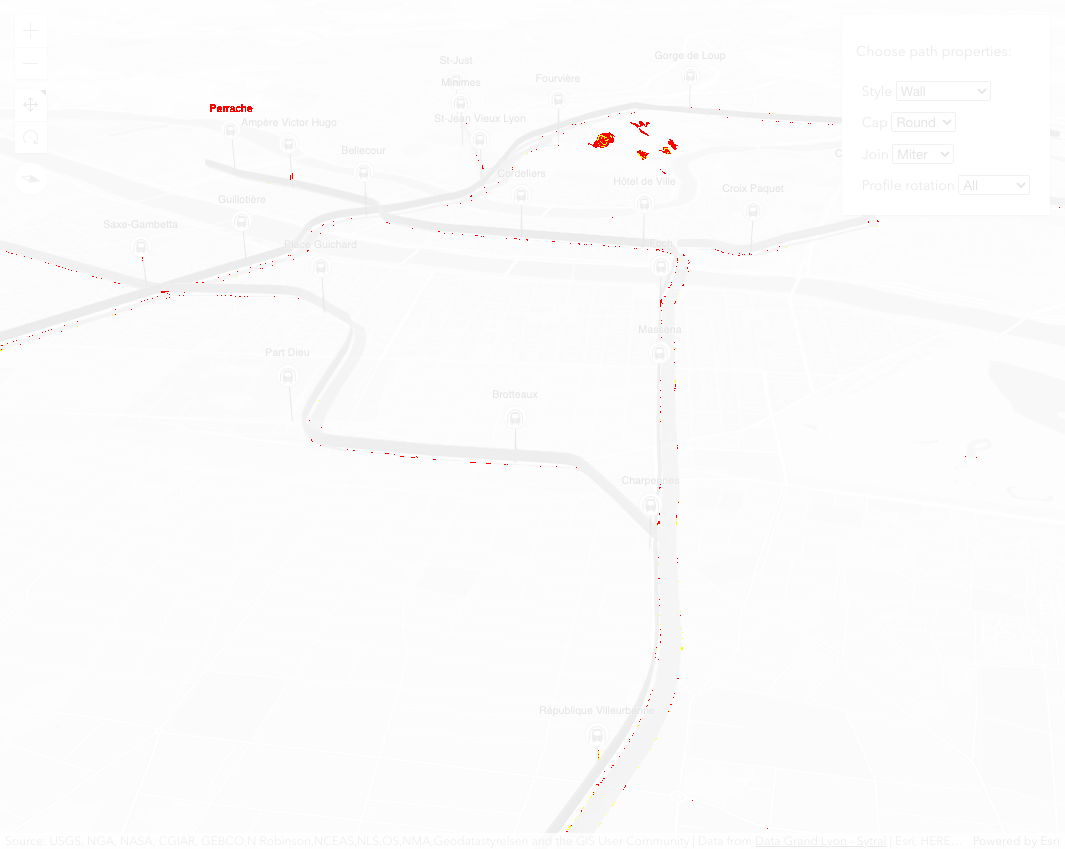 St-Just
Gorge de Loup
Choose path properties:
Minimes
Fourvière
Style Wall
Perrache
Ampère Victor Hugo
St-Jean Vieux Lyon
Cap Round
Bellecour
Join Miter
Cordeliers
Hôtel de Ville
Croix Paquet
Profile rotation All
Guillotière
Saxe-Gambetta
Place Guichard
Masséna
Part Dieu
Brotteaux
Charpennes
République Villeurbanne
Source: USGS, NGA, NASA, CGIAR, GEBCO,N Robinson,NCEAS,NLS,OS,NMA,Geodatastyrelsen and the GIS User Community | Data from Data Grand Lyon - Sytral | Esri, HERE... Powered by Esri